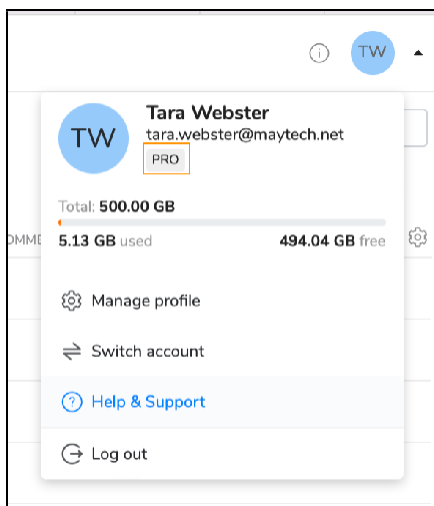 TW
TW
Tara Webster
tara.webster@maytech.net
PRO
Total: 500.00 GB
5.13 GB used 494.04 GB free
Manage profile
Switch account
Help & Support
Log out